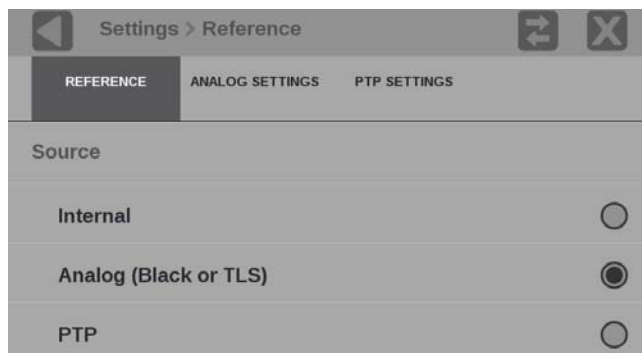 Settings > Reference
REFERENCE ANALOG SETTINGS PTP SETTINGS
Source
Internal
Analog (Black or TLS)
PTP